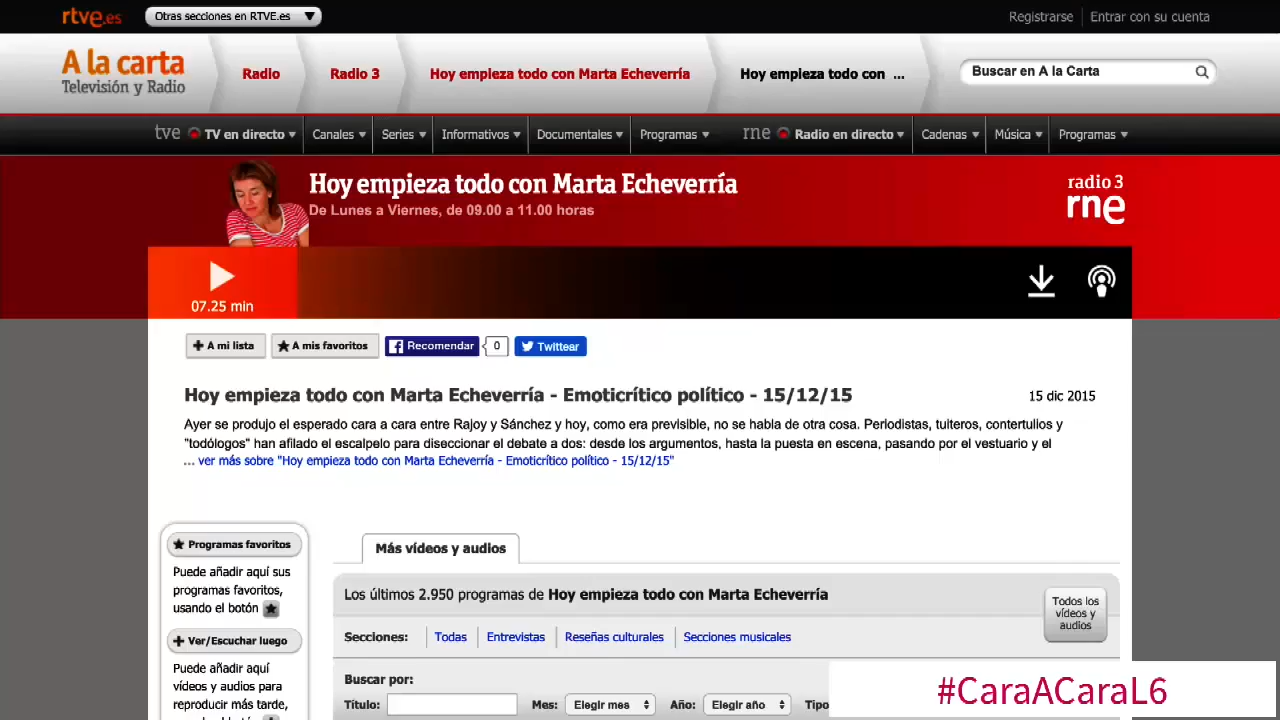 rtve.es
Otras secciones en RTVE.es
Registrarse
Entrar con su cuenta
A la carta
Televisión y Radio
Radio
Radio 3
Hoy empieza todo con Marta Echeverría
Hoy empieza todo con ...
Buscar en A la Carta
tve TV en directo
Canales
Series
Informativos
Documentales
Programas
rne Radio en directo
Cadenas
Música
Programas
Hoy empieza todo con Marta Echeverría
De Lunes a Viernes, de 09.00 a 11.00 horas
radio 3
rne
07.25 min
A mi lista
A mis favoritos
Recomendar
0
Twittear
Hoy empieza todo con Marta Echeverría - Emoticrítico político - 15/12/15
15 dic 2015
Ayer se produjo el esperado cara a cara entre Rajoy y Sánchez y hoy, como era previsible, no se habla de otra cosa. Periodistas, tuiteros, contertulios y
"todólogos" han afilado el escalpelo para diseccionar el debate a dos: desde los argumentos, hasta la puesta en escena, pasando por el vestuario y el
... ver más sobre "Hoy empieza todo con Marta Echeverría - Emoticrítico político - 15/12/15"
Programas favoritos
Puede añadir aquí sus
programas favoritos,
usando el botón
Ver/Escuchar luego
Puede añadir aquí
vídeos y audios para
reproducir más tarde,
Más vídeos y audios
Los últimos 2.950 programas de Hoy empieza todo con Marta Echeverría
Todos los
vídeos y
audios
Secciones:
Todas
Entrevistas
Reseñas culturales
Secciones musicales
Buscar por:
Título:
Mes:
Elegir mes
Año:
Elegir año
Tipo
#CaraACaraL6